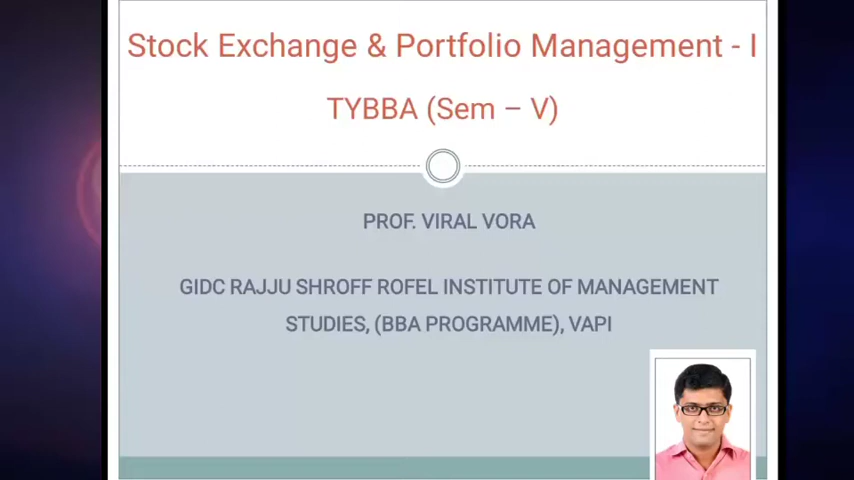 Stock Exchange & Portfolio Management - I
TYBBA (Sem – V)
PROF. VIRAL VORA
GIDC RAJJU SHROFF ROFEL INSTITUTE OF MANAGEMENT
STUDIES, (BBA PROGRAMME), VAPI